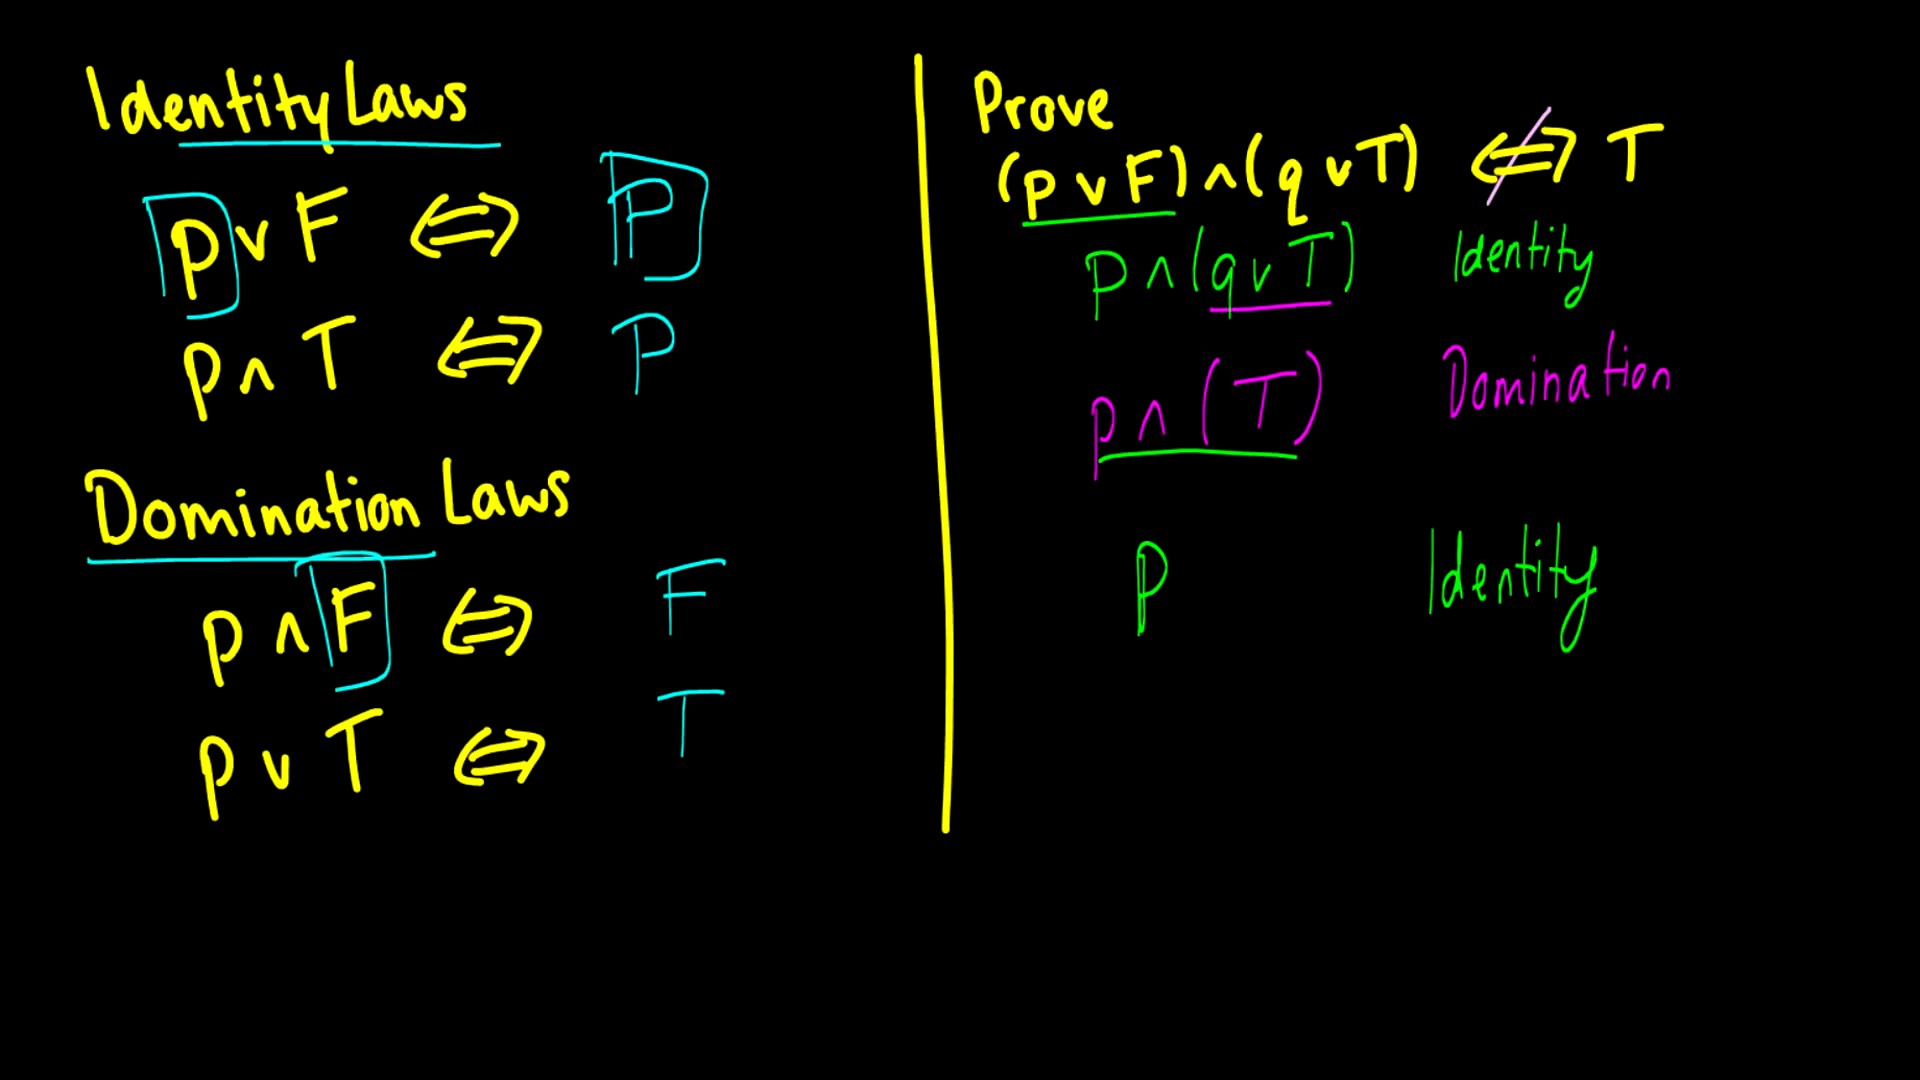 Identity Laws
p ∨ F ⇔ P
p ∧ T ⇔ P
Domination Laws
p ∧ F ⇔ F
p ∨ T ⇔ T
Prove
(p ∨ F) ∧ (q ∨ T) ⇎ T
p ∧ (q ∨ T) Identity
p ∧ (T) Domination
p Identity